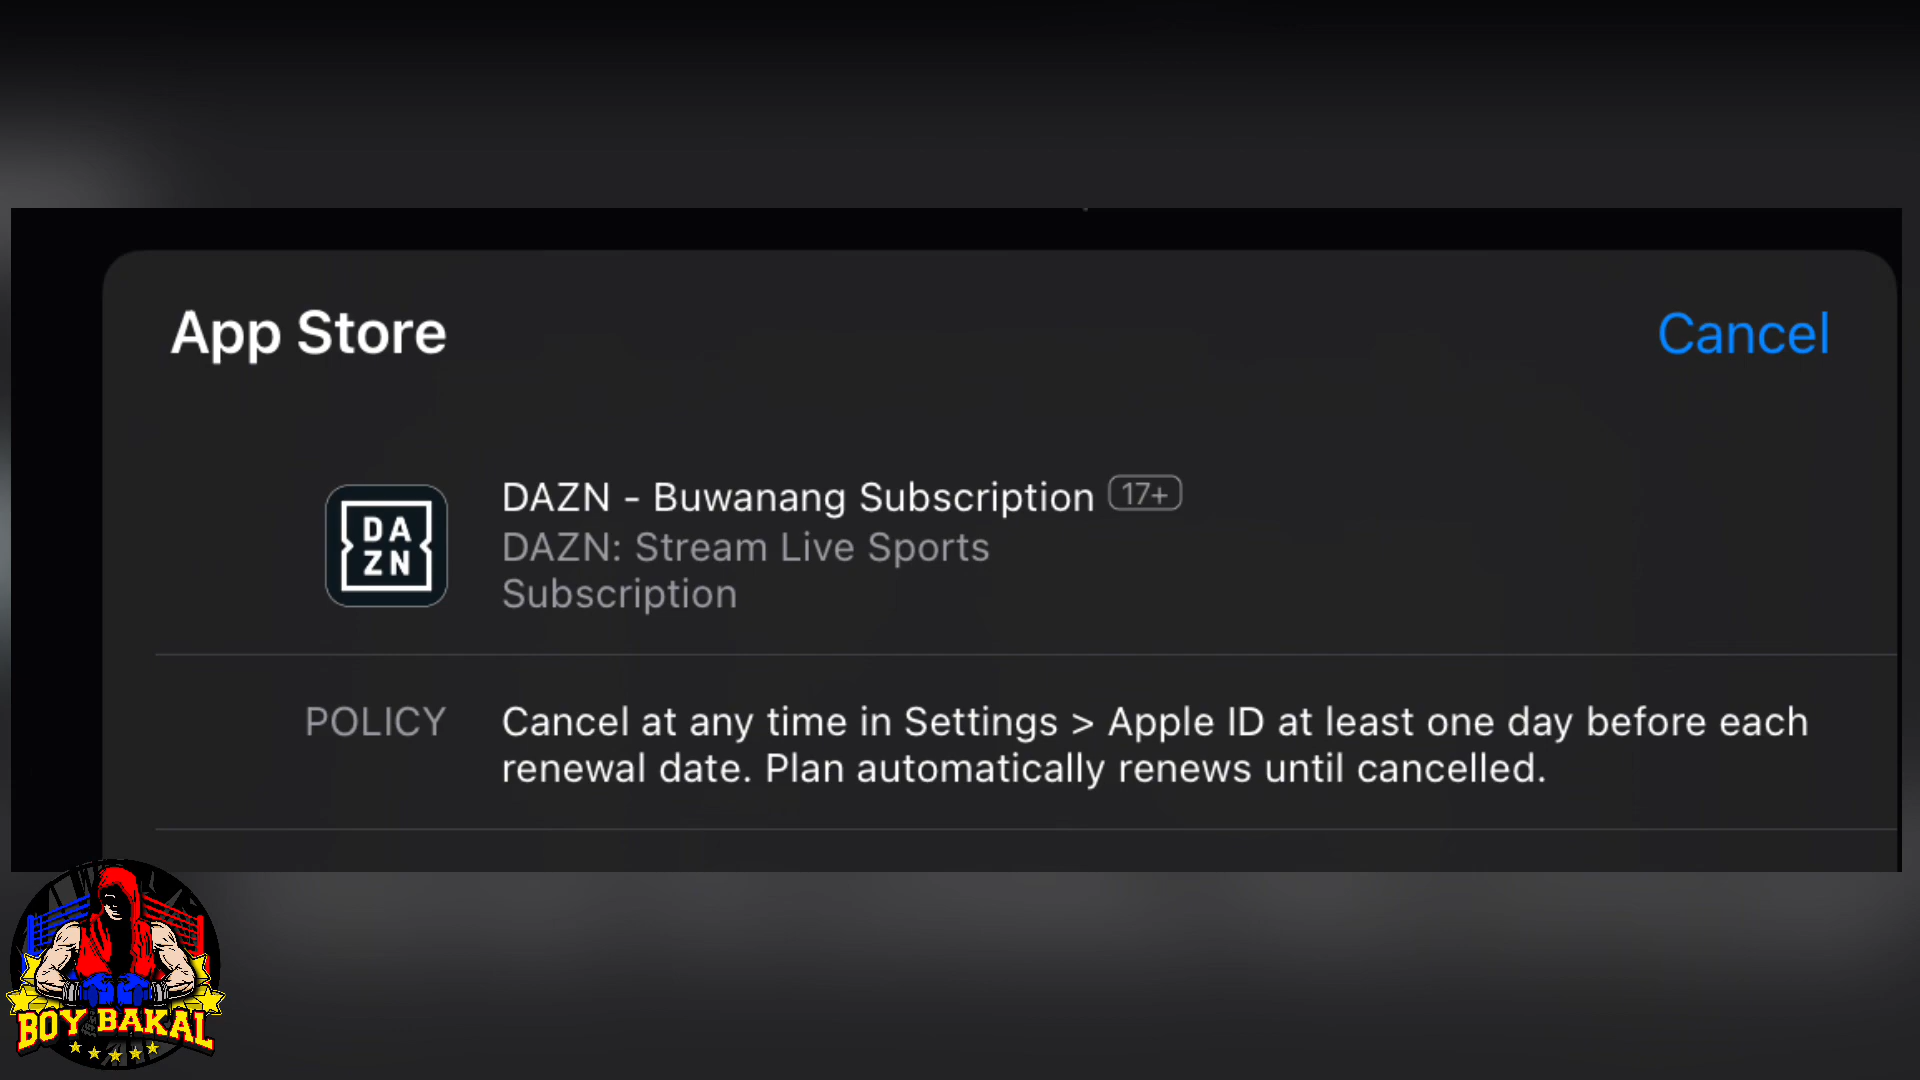 App Store
Cancel
DAZN - Buwanang Subscription 17+
DAZN: Stream Live Sports
Subscription
DA
ZN
POLICY
Cancel at any time in Settings > Apple ID at least one day before each
renewal date. Plan automatically renews until cancelled.
BOY BAKAL